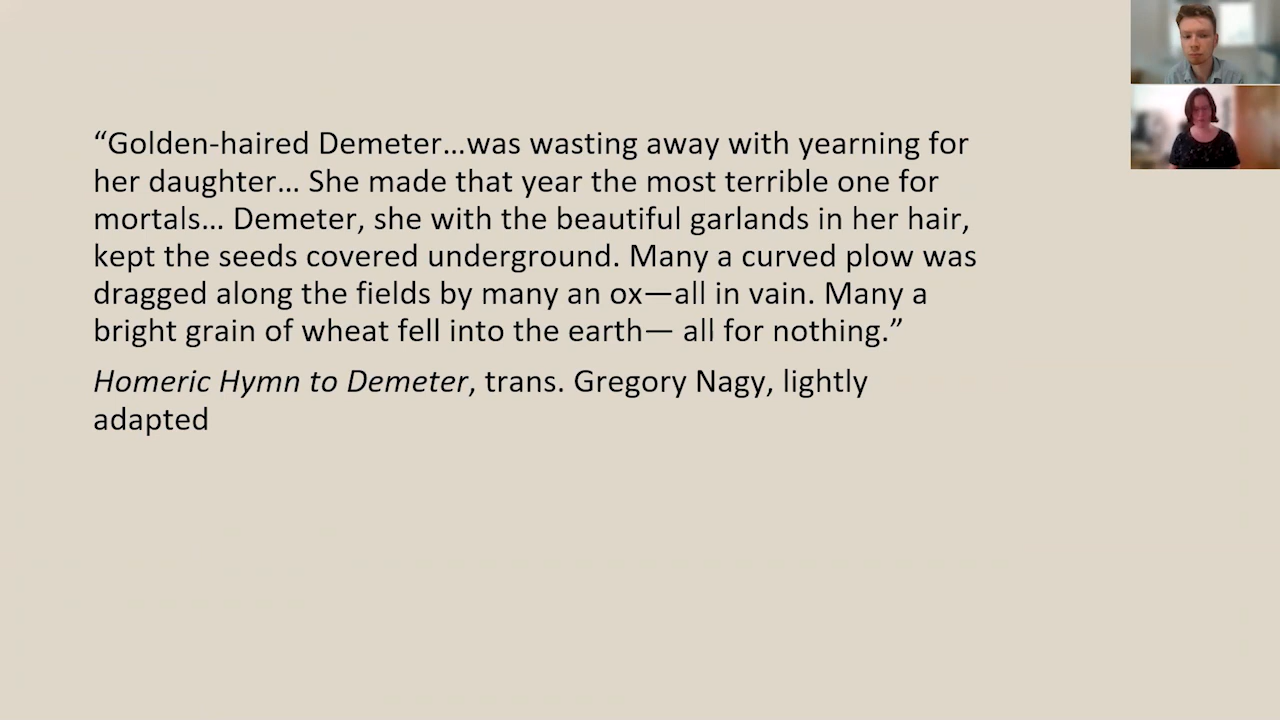 “Golden-haired Demeter…was wasting away with yearning for
her daughter… She made that year the most terrible one for
mortals… Demeter, she with the beautiful garlands in her hair,
kept the seeds covered underground. Many a curved plow was
dragged along the fields by many an ox—all in vain. Many a
bright grain of wheat fell into the earth— all for nothing.”
Homeric Hymn to Demeter, trans. Gregory Nagy, lightly
adapted